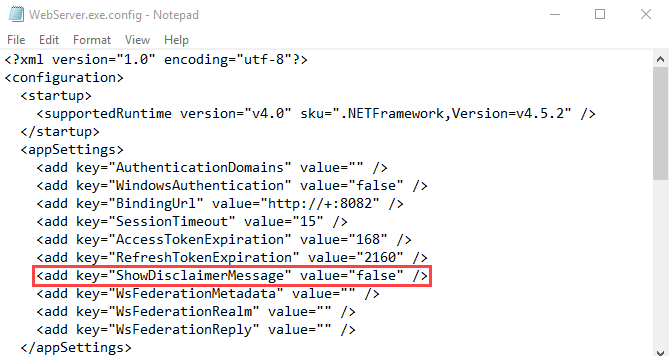 WebServer.exe.config - Notepad
File Edit Format View Help
<?xml version="1.0" encoding="utf-8"?>
<configuration>
  <startup>
    <supportedRuntime version="v4.0" sku=".NETFramework,Version=v4.5.2" />
  </startup>
  <appSettings>
    <add key="AuthenticationDomains" value="" />
    <add key="WindowsAuthentication" value="false" />
    <add key="BindingUrl" value="http://+:8082" />
    <add key="SessionTimeout" value="15" />
    <add key="AccessTokenExpiration" value="168" />
    <add key="RefreshTokenExpiration" value="2160" />
    <add key="ShowDisclaimerMessage" value="false" />
    <add key="WsFederationMetadata" value="" />
    <add key="WsFederationRealm" value="" />
    <add key="WsFederationReply" value="" />
  </appSettings>